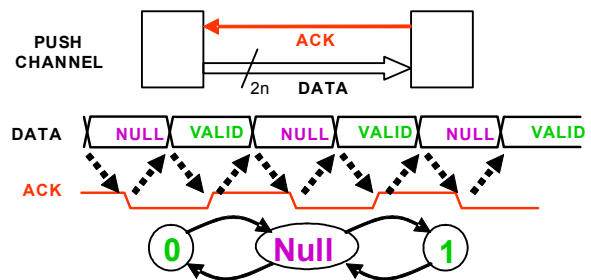 PUSH CHANNEL
ACK
2n DATA
DATA NULL VALID NULL VALID NULL VALID
ACK
0 Null 1